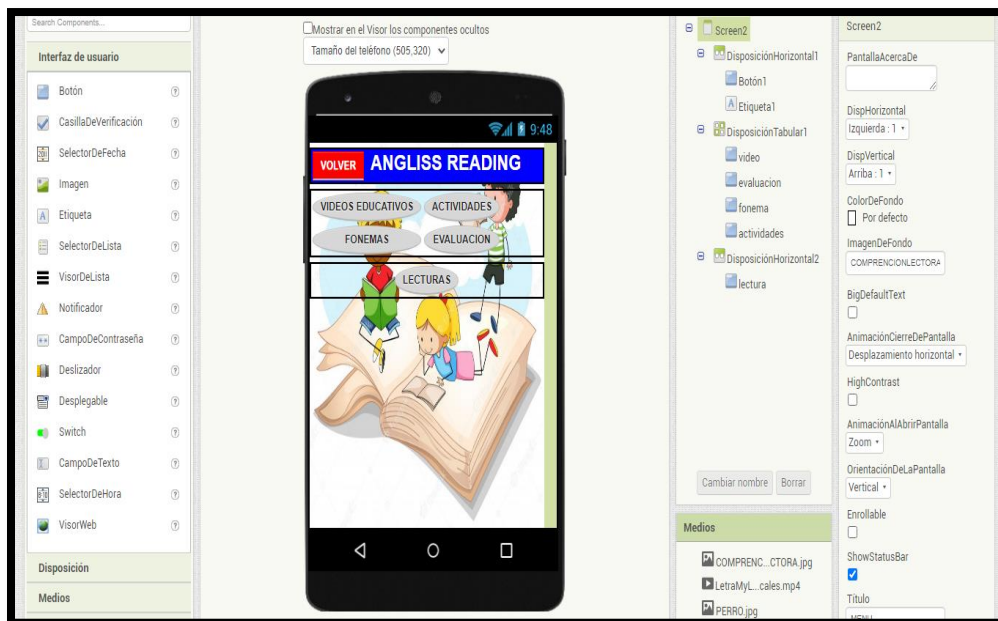 Search Components...
Interfaz de usuario
Botón
CasillaDeVerificación
SelectorDeFecha
Imagen
Etiqueta
SelectorDeLista
VisorDeLista
Notificador
CampoDeContraseña
Deslizador
Desplegable
Switch
CampoDeTexto
SelectorDeHora
VisorWeb
Disposición
Medios
Mostrar en el Visor los componentes ocultos
Tamaño del teléfono (505,320)
9:48
VOLVER ANGLISS READING
VIDEOS EDUCATIVOS ACTIVIDADES
FONEMAS EVALUACION
LECTURAS
Screen2
DisposiciónHorizontal1
Botón1
Etiqueta1
DisposiciónTabular1
video
evaluacion
fonema
actividades
DisposiciónHorizontal2
lectura
Cambiar nombre Borrar
Medios
COMPRENC...CTORA.jpg
LetraMyL...cales.mp4
PERRO.jpg
Screen2
PantallaAcercaDe
DispHorizontal
Izquierda : 1
DispVertical
Arriba : 1
ColorDeFondo
Por defecto
ImagenDeFondo
COMPRENCIONLECTORA
BigDefaultText
AnimaciónCierreDePantalla
Desplazamiento horizontal
HighContrast
AnimaciónAlAbrirPantalla
Zoom
OrientaciónDeLaPantalla
Vertical
Enrollable
ShowStatusBar
Título
MENU